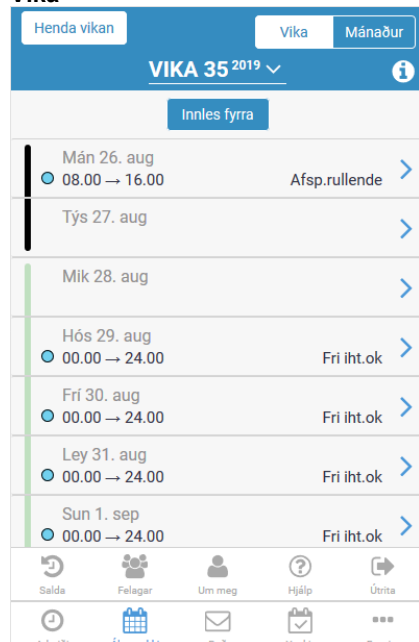 Vika
Henda vikan
Vika Mánaður
VIKA 35 2019
Innles fyrra
Mán 26. aug
08.00 → 16.00 Afsp.rullende
Týs 27. aug
Mik 28. aug
Hós 29. aug
00.00 → 24.00 Fri iht.ok
Frí 30. aug
00.00 → 24.00 Fri iht.ok
Ley 31. aug
00.00 → 24.00 Fri iht.ok
Sun 1. sep
00.00 → 24.00 Fri iht.ok
Salda Felagar Um meg Hjálp Útrita